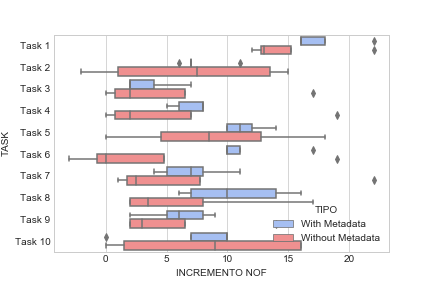 Task 1
Task 2
Task 3
Task 4
Task 5
Task 6
Task 7
Task 8
Task 9
Task 10
TASK
TIPO
With Metadata
Without Metadata
0
5
10
15
20
INCREMENTO NOF